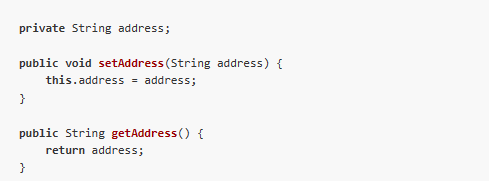 private String address;
public void setAddress(String address) {
    this.address = address;
}
public String getAddress() {
    return address;
}